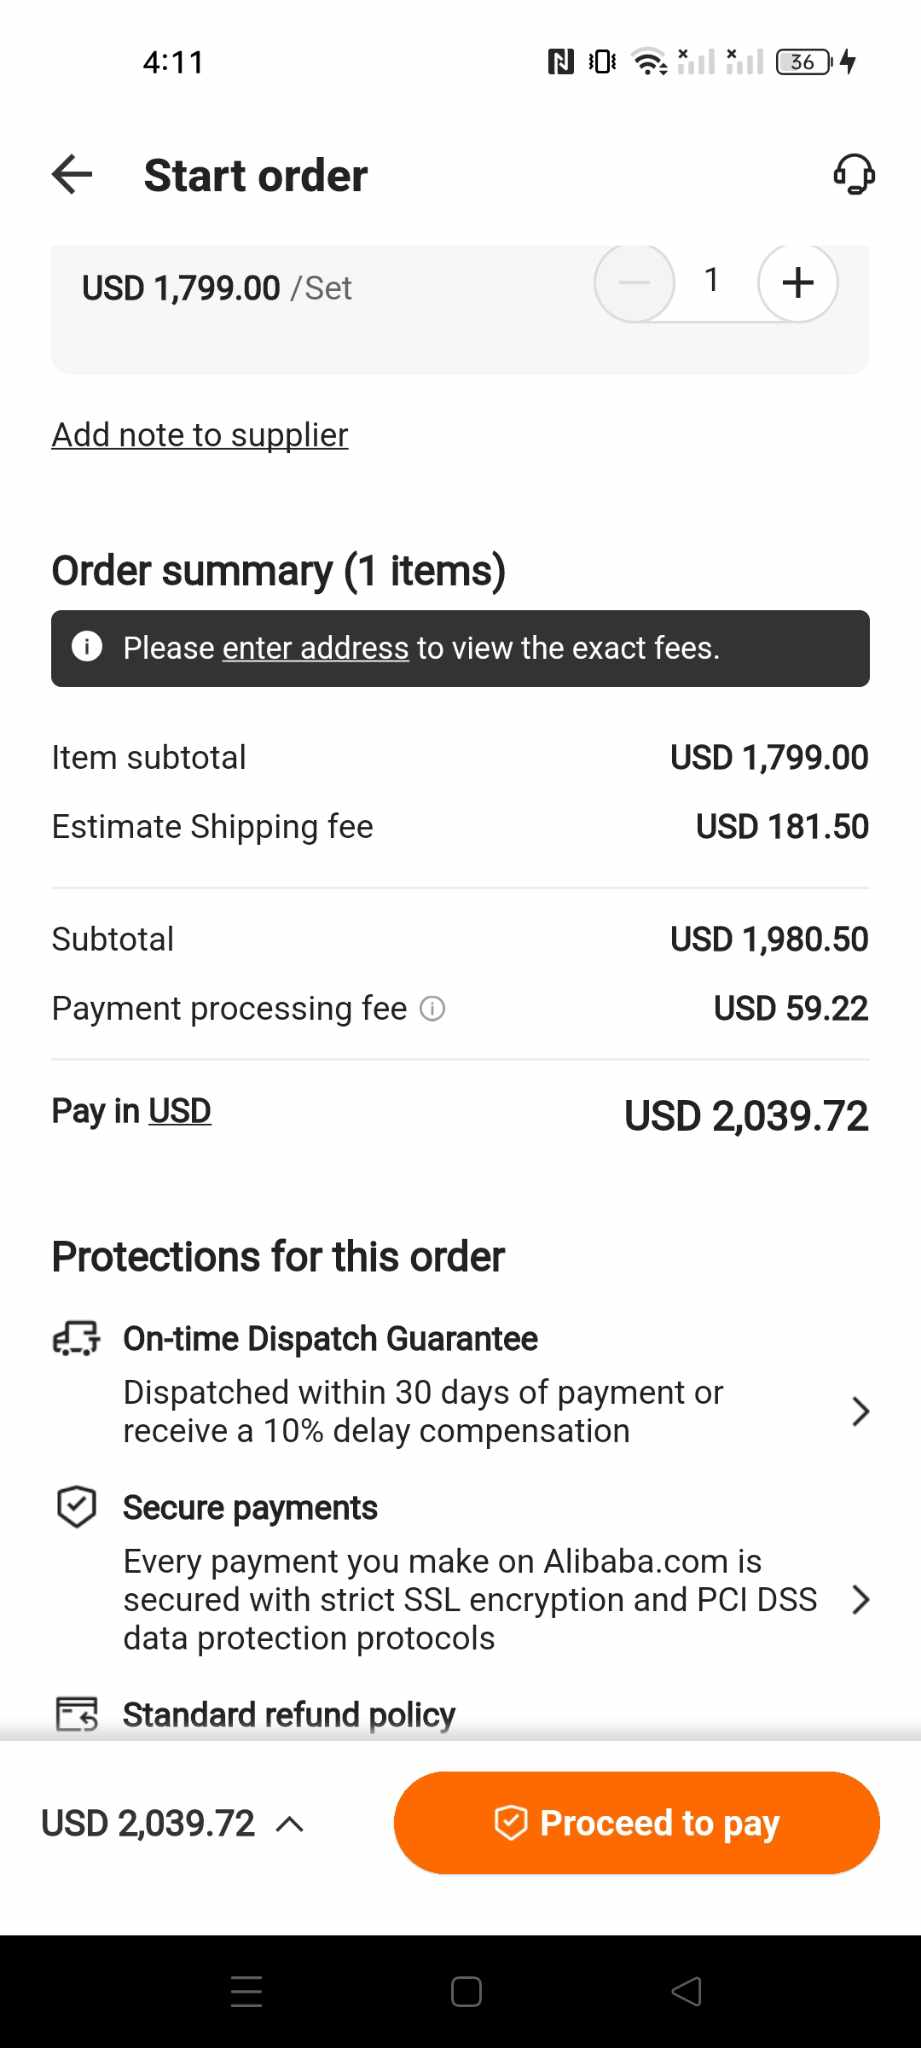 4:11
36
Start order
USD 1,799.00 /Set
1
Add note to supplier
Order summary (1 items)
Please enter address to view the exact fees.
Item subtotal USD 1,799.00
Estimate Shipping fee USD 181.50
Subtotal USD 1,980.50
Payment processing fee USD 59.22
Pay in USD USD 2,039.72
Protections for this order
On-time Dispatch Guarantee
Dispatched within 30 days of payment or
receive a 10% delay compensation
Secure payments
Every payment you make on Alibaba.com is
secured with strict SSL encryption and PCI DSS
data protection protocols
Standard refund policy
USD 2,039.72 Proceed to pay